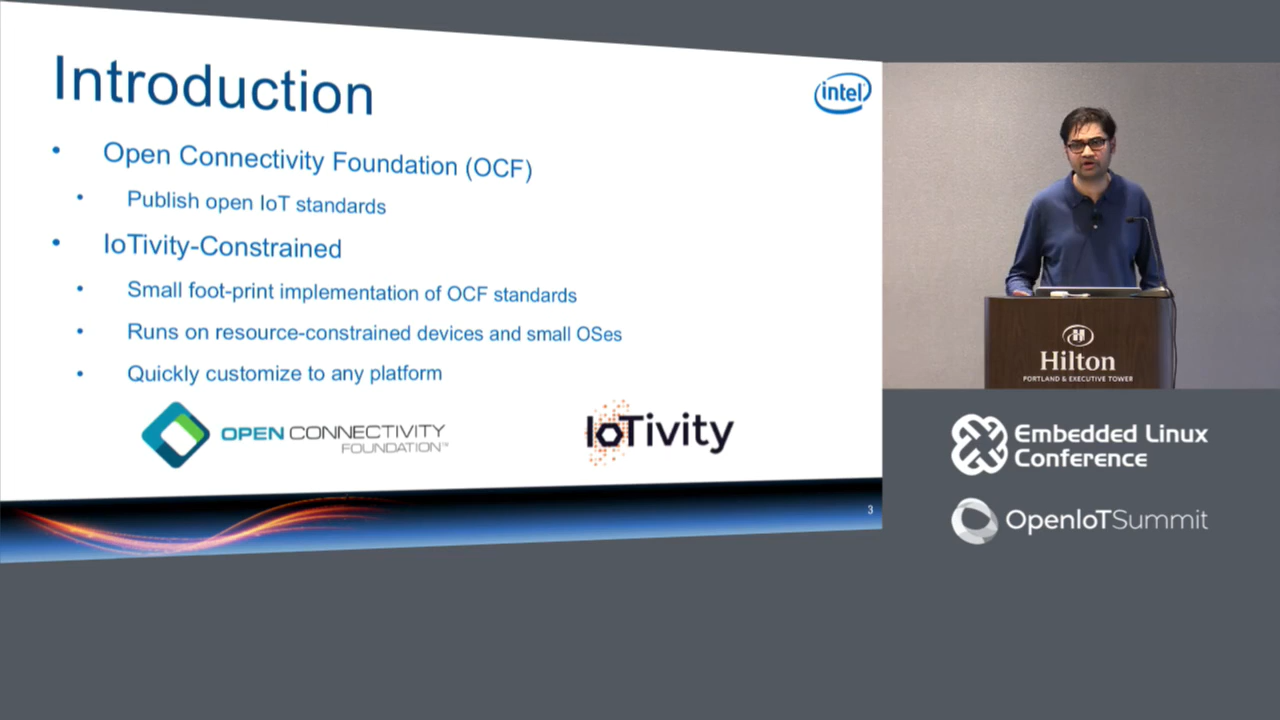 Introduction
intel
• Open Connectivity Foundation (OCF)
• Publish open IoT standards
• IoTivity-Constrained
• Small foot-print implementation of OCF standards
• Runs on resource-constrained devices and small OSes
• Quickly customize to any platform
OPEN CONNECTIVITY
FOUNDATION™
IoTivity
3
Hilton
PORTLAND & EXECUTIVE TOWER
Embedded Linux
Conference
OpenIoTSummit